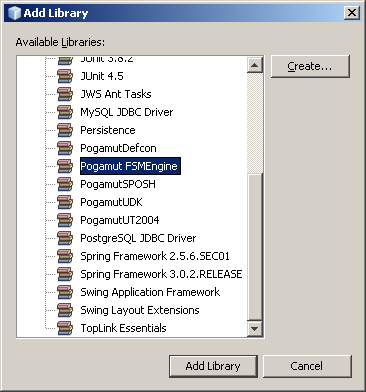 Add Library
Available Libraries:
JUnit 3.8.2
Create...
JUnit 4.5
JWS Ant Tasks
MySQL JDBC Driver
Persistence
PogamutDefcon
Pogamut FSMEngine
PogamutSPOSH
PogamutUDK
PogamutUT2004
PostgreSQL JDBC Driver
Spring Framework 2.5.6.SEC01
Spring Framework 3.0.2.RELEASE
Swing Application Framework
Swing Layout Extensions
TopLink Essentials
Add Library
Cancel